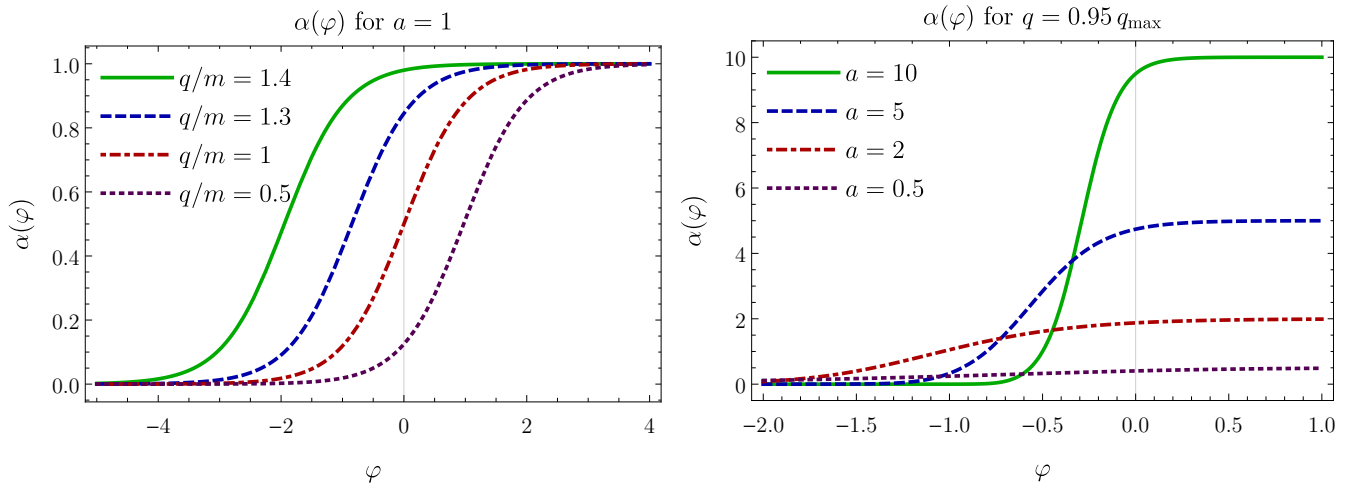 α(φ) for a = 1
q/m = 1.4
q/m = 1.3
q/m = 1
q/m = 0.5
α(φ)
1.0
0.8
0.6
0.4
0.2
0.0
−4 −2 0 2 4
φ
α(φ) for q = 0.95 qmax
a = 10
a = 5
a = 2
a = 0.5
α(φ)
10
8
6
4
2
0
−2.0 −1.5 −1.0 −0.5 0.0 0.5 1.0
φ